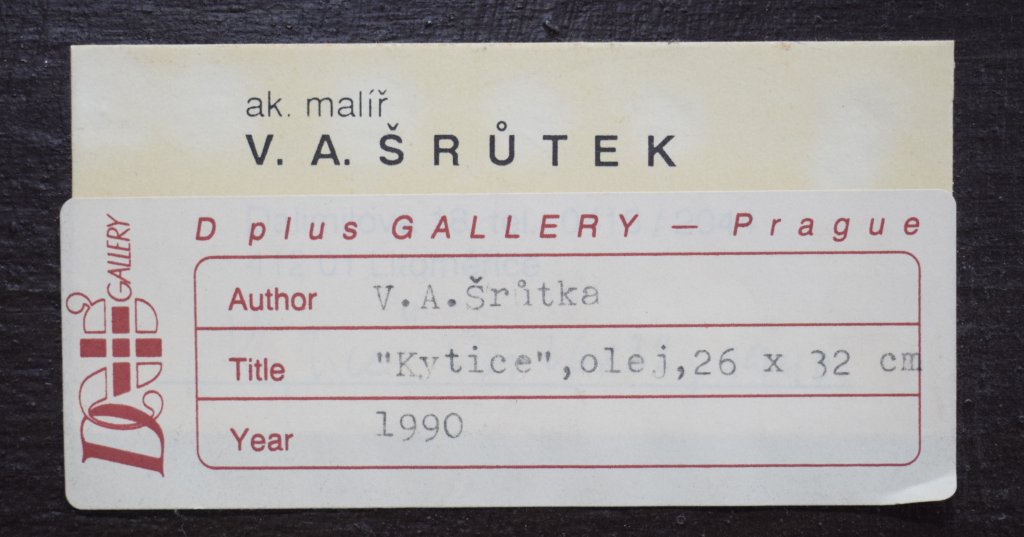 ak. malíř
V. A. ŠRŮTEK
D plus GALLERY – Prague
GALLERY
D
Author V.A.Šrůtka
Title "Kytice",olej,26 x 32 cm
Year 1990